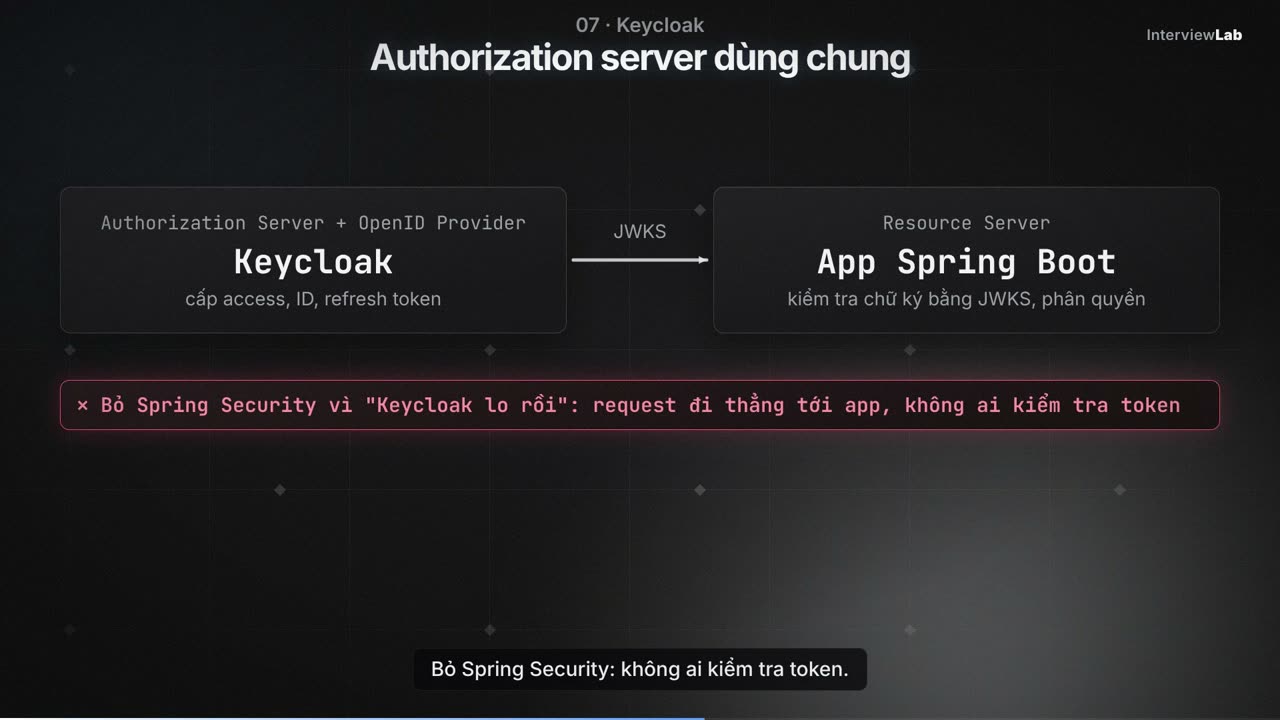 07 · Keycloak
InterviewLab
Authorization server dùng chung
Authorization Server + OpenID Provider
Keycloak
cấp access, ID, refresh token
JWKS
Resource Server
App Spring Boot
kiểm tra chữ ký bằng JWKS, phân quyền
× Bỏ Spring Security vì "Keycloak lo rồi": request đi thẳng tới app, không ai kiểm tra token
Bỏ Spring Security: không ai kiểm tra token.